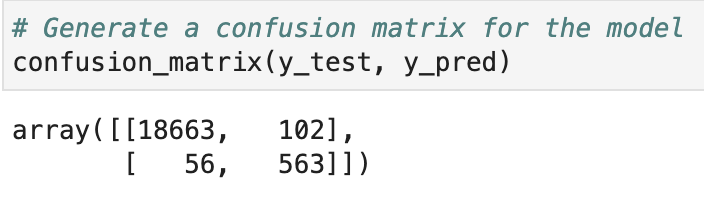 # Generate a confusion matrix for the model
confusion_matrix(y_test, y_pred)
array([[18663,   102],
       [   56,   563]])